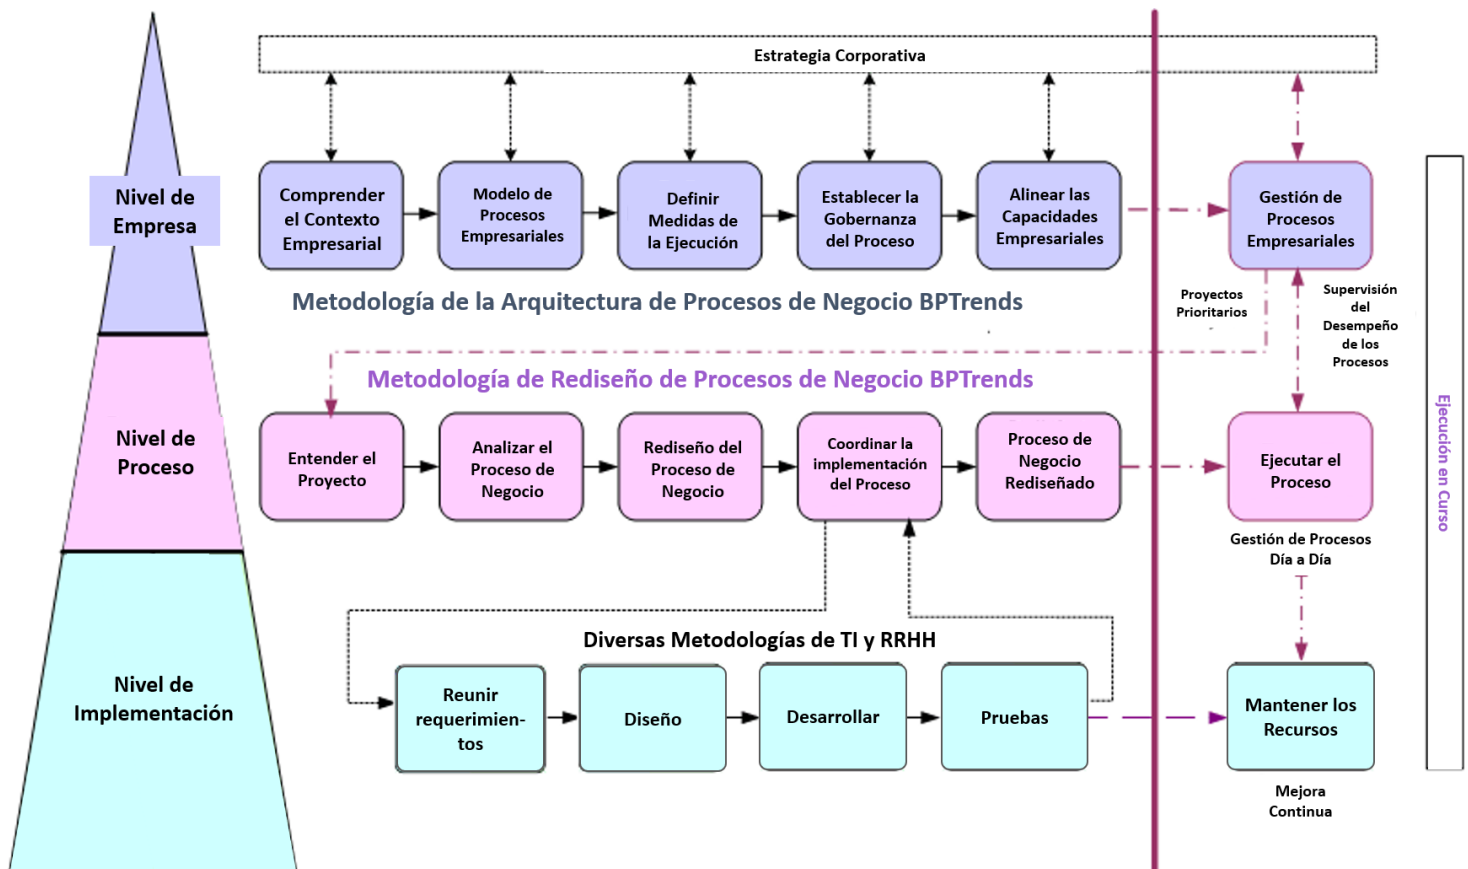 Estrategia Corporativa
Nivel de
Empresa
Comprender
el Contexto
Empresarial
Modelo de
Procesos
Empresariales
Definir
Medidas de
la Ejecución
Establecer la
Gobernanza
del Proceso
Alinear las
Capacidades
Empresariales
Gestión de
Procesos
Empresariales
Metodología de la Arquitectura de Procesos de Negocio BPTrends
Proyectos
Prioritarios
Supervisión
del
Desempeño
de los
Procesos
Metodología de Rediseño de Procesos de Negocio BPTrends
Nivel de
Proceso
Entender el
Proyecto
Analizar el
Proceso de
Negocio
Rediseño del
Proceso de
Negocio
Coordinar la
implementación
del Proceso
Proceso de
Negocio
Rediseñado
Ejecutar el
Proceso
Ejecución en Curso
Gestión de Procesos
Día a Día
Diversas Metodologías de TI y RRHH
Nivel de
Implementación
Reunir
requerimien-
tos
Diseño
Desarrollar
Pruebas
Mantener los
Recursos
Mejora
Continua